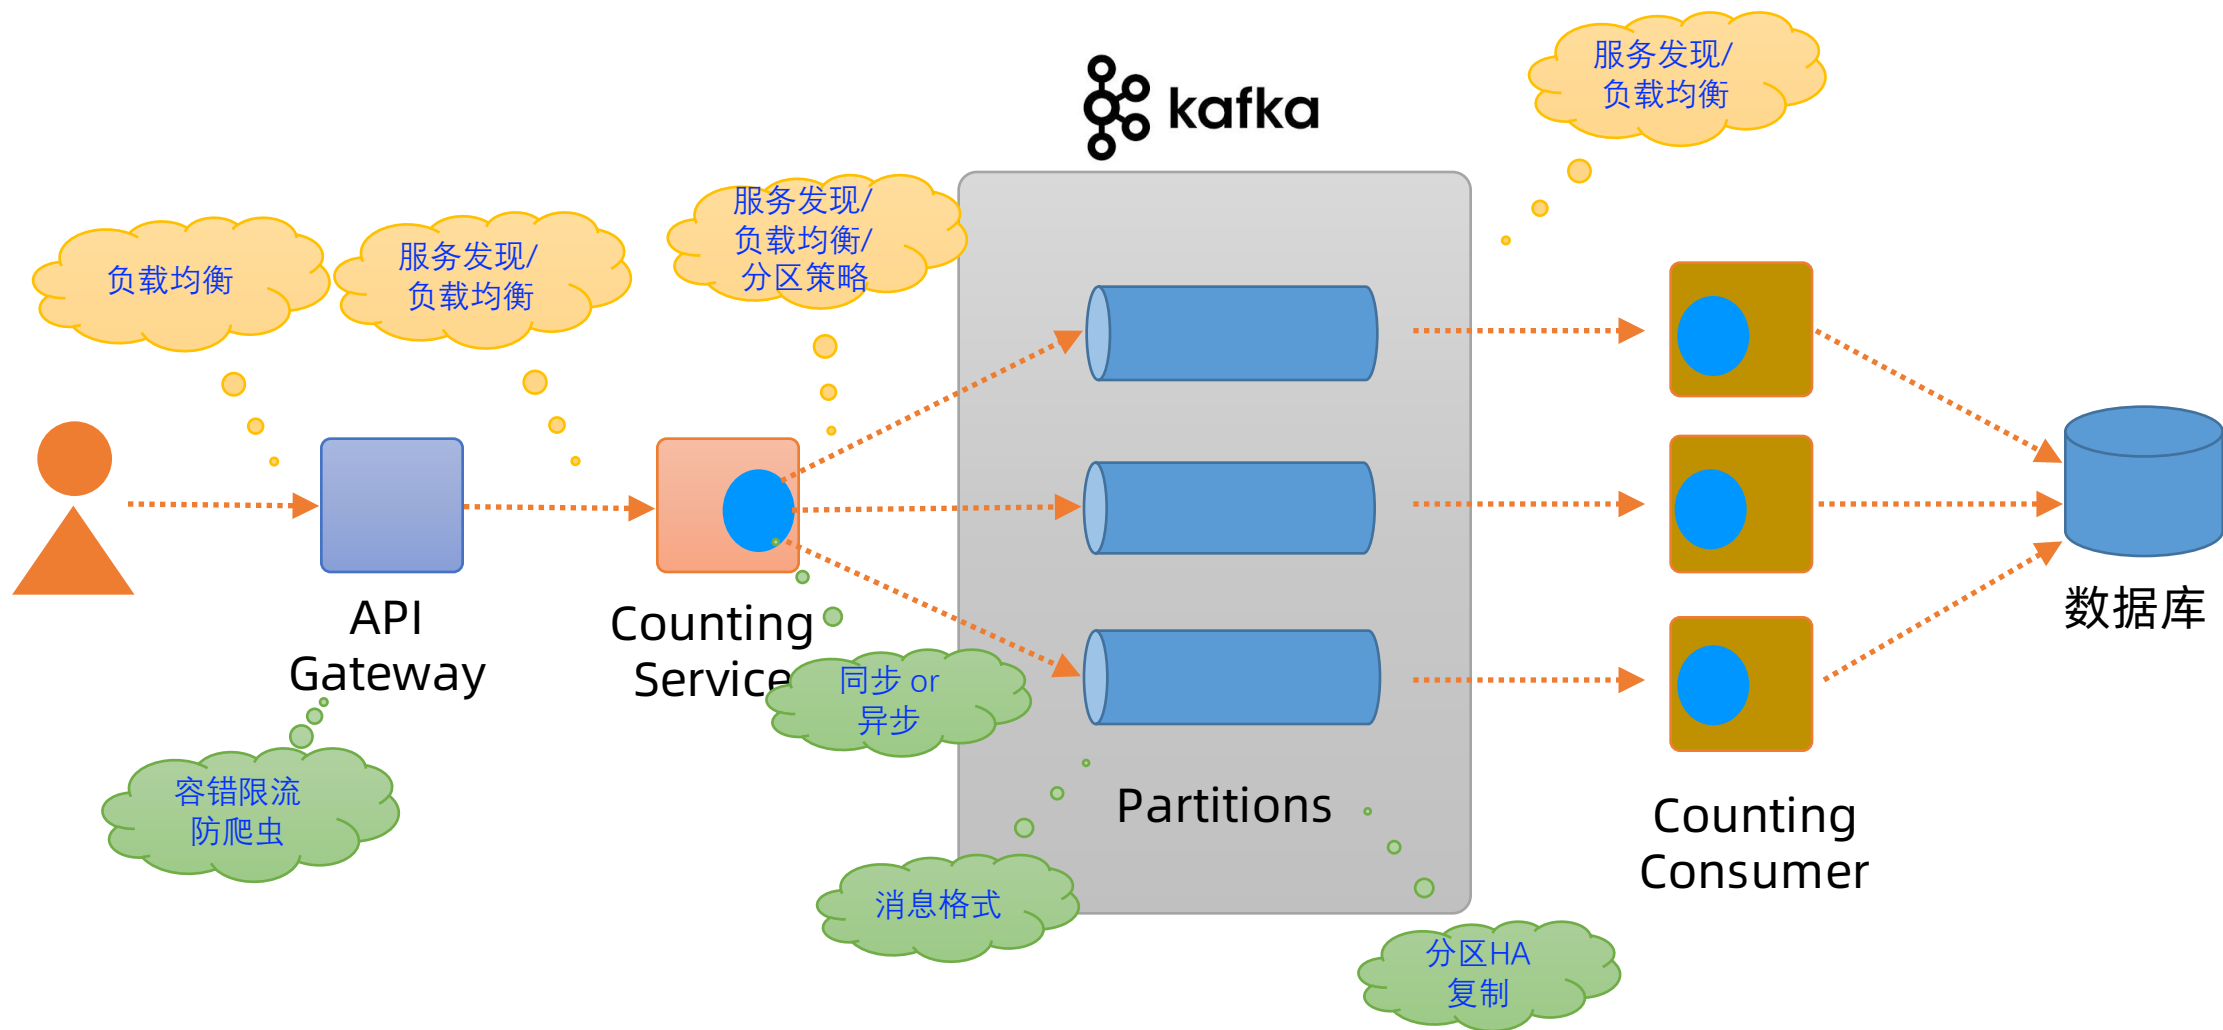 服务发现/
负载均衡
kafka
服务发现/
负载均衡/
分区策略
服务发现/
负载均衡
负载均衡
API
Gateway
Counting
Service
同步 or
异步
数据库
容错限流
防爬虫
Partitions
Counting
Consumer
消息格式
分区HA
复制